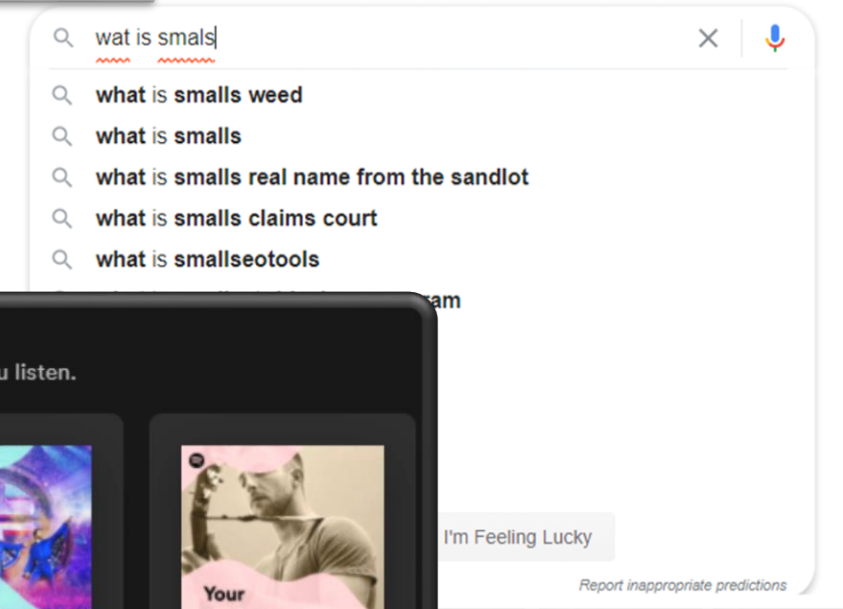 wat is smals
what is smalls weed
what is smalls
what is smalls real name from the sandlot
what is smalls claims court
what is smallseotools
ram
u listen.
I'm Feeling Lucky
Report inappropriate predictions
Your